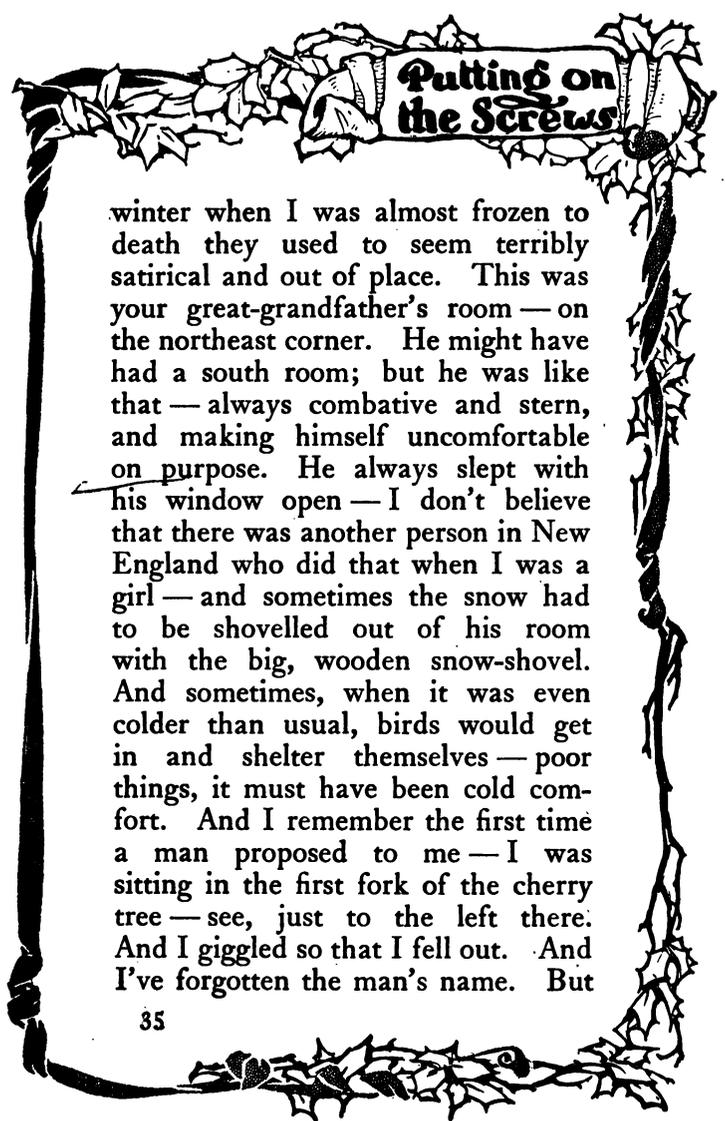 Putting on
the Screws
winter when I was almost frozen to
death they used to seem terribly
satirical and out of place. This was
your great-grandfather's room — on
the northeast corner. He might have
had a south room; but he was like
that — always combative and stern,
and making himself uncomfortable
on purpose. He always slept with
his window open — I don't believe
that there was another person in New
England who did that when I was a
girl — and sometimes the snow had
to be shovelled out of his room
with the big, wooden snow-shovel.
And sometimes, when it was even
colder than usual, birds would get
in and shelter themselves — poor
things, it must have been cold com-
fort. And I remember the first time
a man proposed to me — I was
sitting in the first fork of the cherry
tree — see, just to the left there.
And I giggled so that I fell out. And
I've forgotten the man's name. But
35